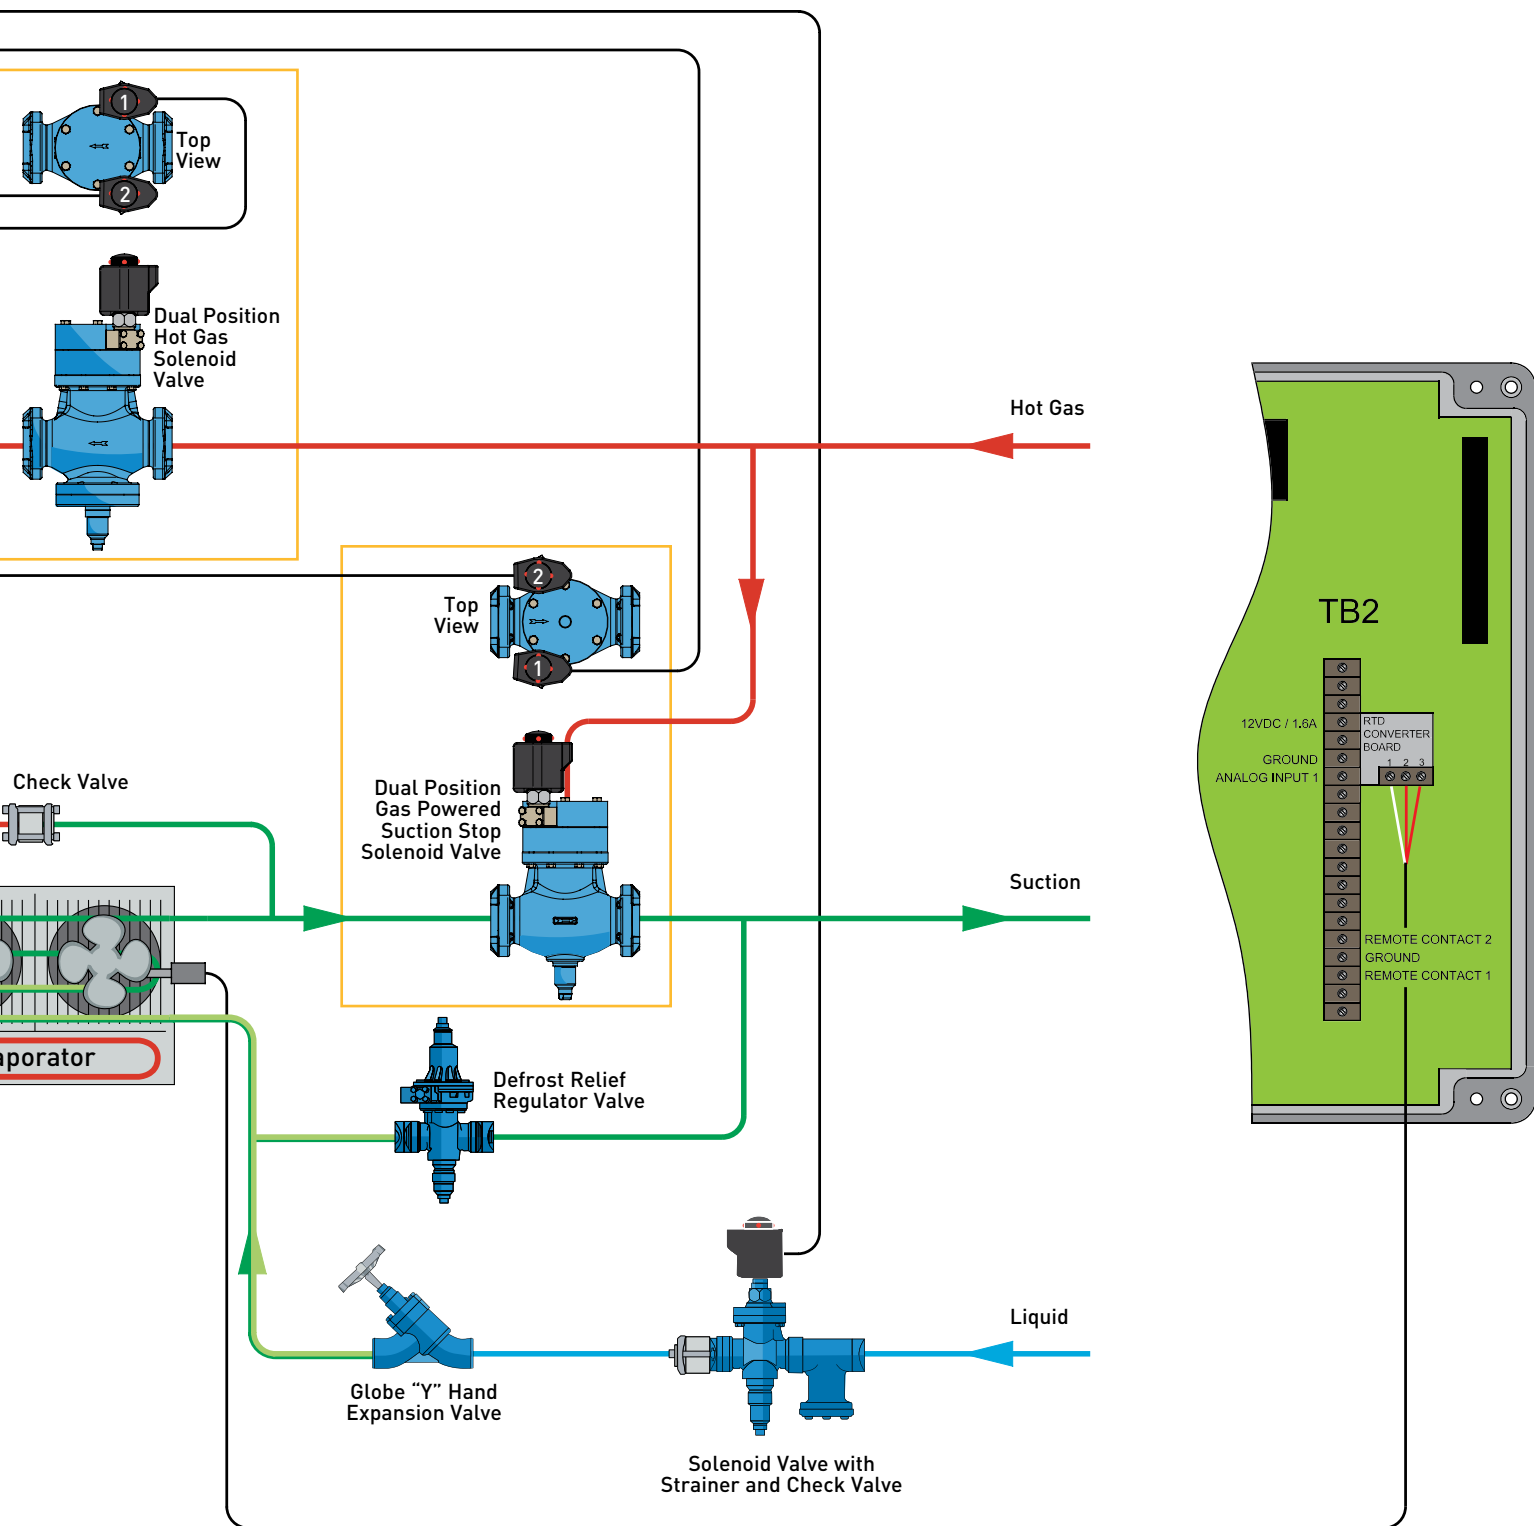 1
Top
View
2
Dual Position
Hot Gas
Solenoid
Valve
Hot Gas
2
Top
View
1
TB2
12VDC / 1.6A
RTD
CONVERTER
BOARD
GROUND
1 2 3
ANALOG INPUT 1
Check Valve
Dual Position
Gas Powered
Suction Stop
Solenoid Valve
Suction
REMOTE CONTACT 2
GROUND
REMOTE CONTACT 1
aporator
Defrost Relief
Regulator Valve
Liquid
Globe “Y” Hand
Expansion Valve
Solenoid Valve with
Strainer and Check Valve